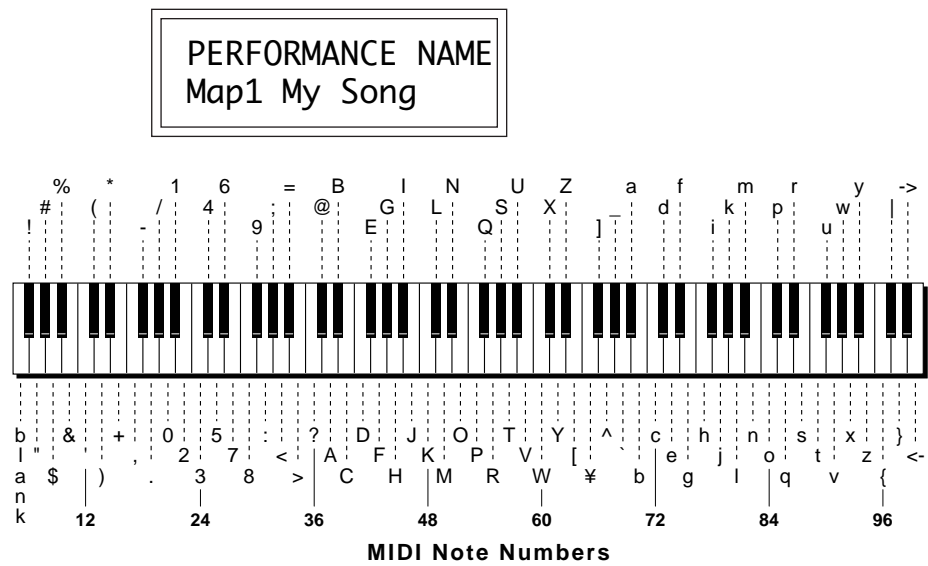 PERFORMANCE NAME
Map1 My Song
% * 1 6 = B I N U Z a f m r y ->
# ( / 4 ; @ G L S X _ d k p w |
! - 9 E Q ] i u
b & + 0 5 : ? D J O T Y ^ c h n s x }
l " ' , 2 7 < A F K P V [ ` e j o t z <-
a $ ) . 3 8 > C H M R W ¥ b g l q v {
n
k 12 24 36 48 60 72 84 96
MIDI Note Numbers